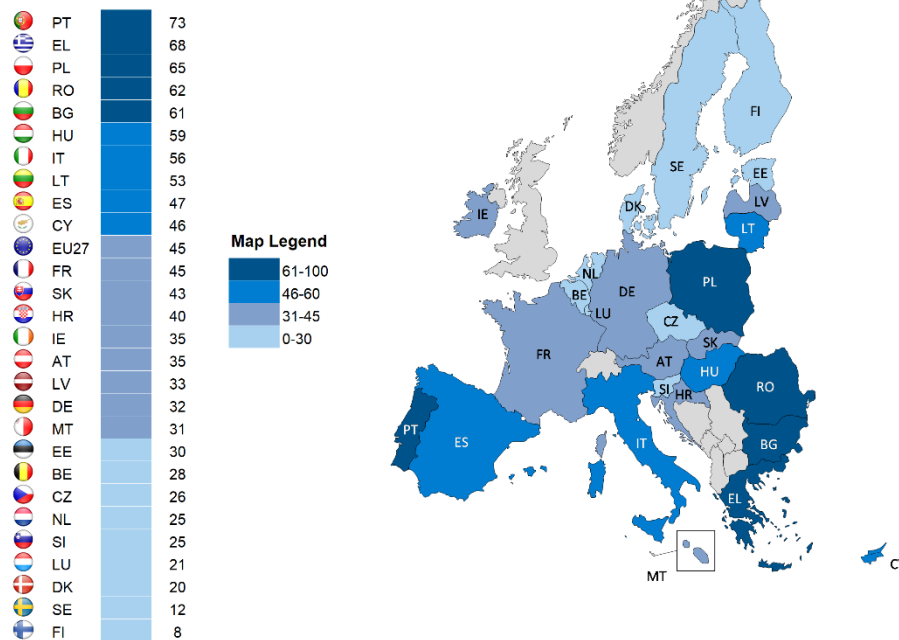 PT 73
EL 68
PL 65
RO 62
BG 61
HU 59
IT 56
LT 53
ES 47
CY 46
EU27 45
FR 45
SK 43
HR 40
IE 35
AT 35
LV 33
DE 32
MT 31
EE 30
BE 28
CZ 26
NL 25
SI 25
LU 21
DK 20
SE 12
FI 8
Map Legend
61-100
46-60
31-45
0-30
FI
SE
EE
LV
DK
IE
LT
NL
PL
DE
BE
LU
CZ
SK
FR
AT
HU
SI
HR
RO
PT
ES
IT
BG
EL
MT
C